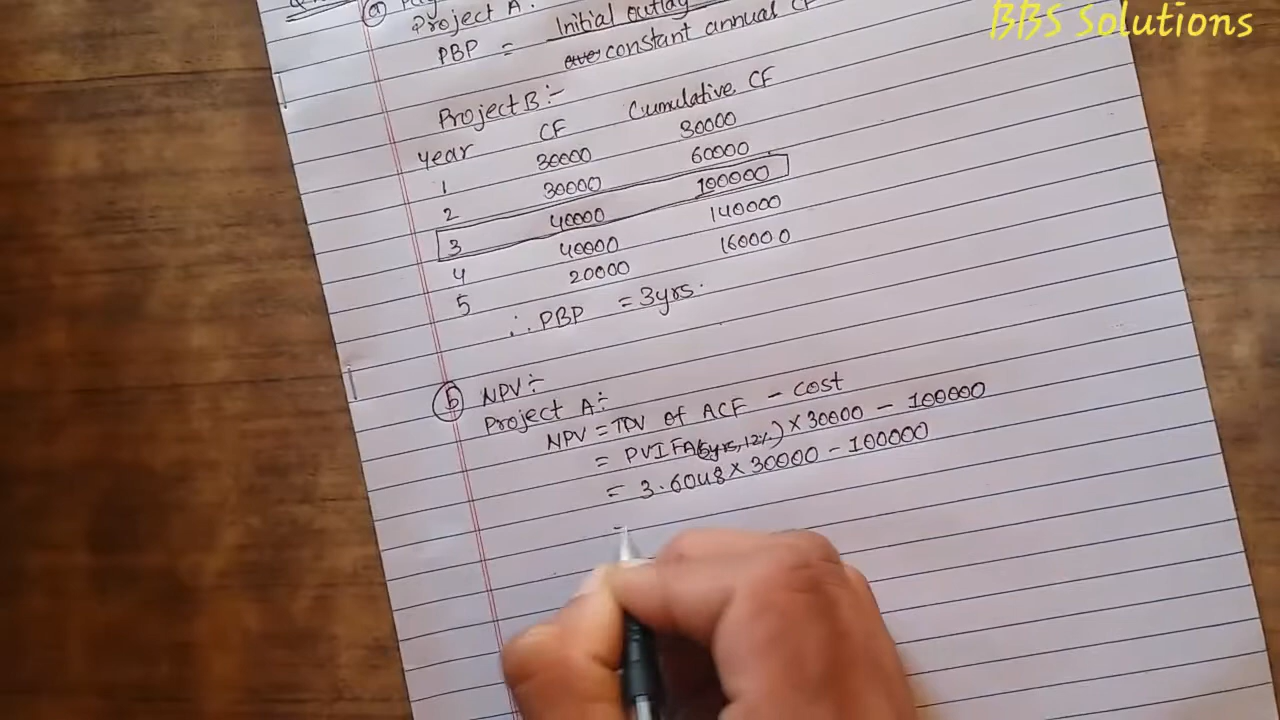 BBS Solutions
(a)
Project A:
PBP = Initial outlay
constant annual CF
Project B:-
Year CF Cumulative CF
1 30000 30000
2 30000 60000
3 40000 100000
4 40000 140000
5 20000 160000
∴ PBP = 3yrs.
(b) NPV:-
Project A:-
NPV = TPV of ACF - cost
= PVIFA(5yrs,12%) × 30000 - 100000
= 3.6048 × 30000 - 100000
=